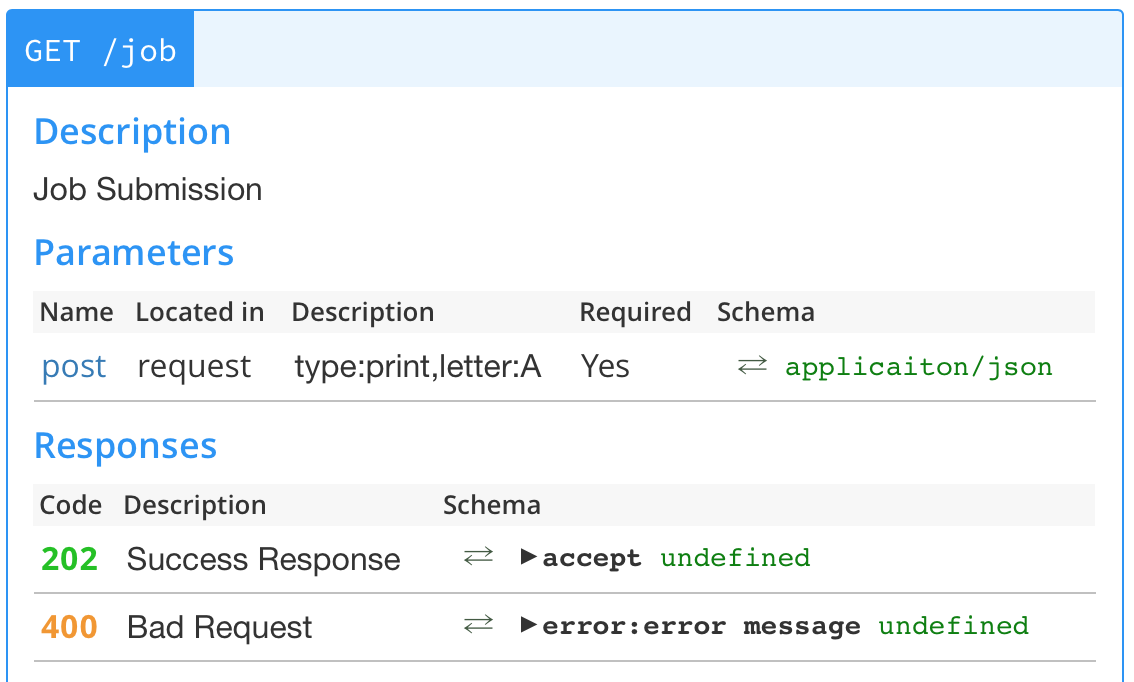 GET /job
Description
Job Submission
Parameters
Name Located in Description Required Schema
post request type:print,letter:A Yes ⇄ applicaiton/json
Responses
Code Description Schema
202 Success Response ⇄ ▶accept undefined
400 Bad Request ⇄ ▶error:error message undefined